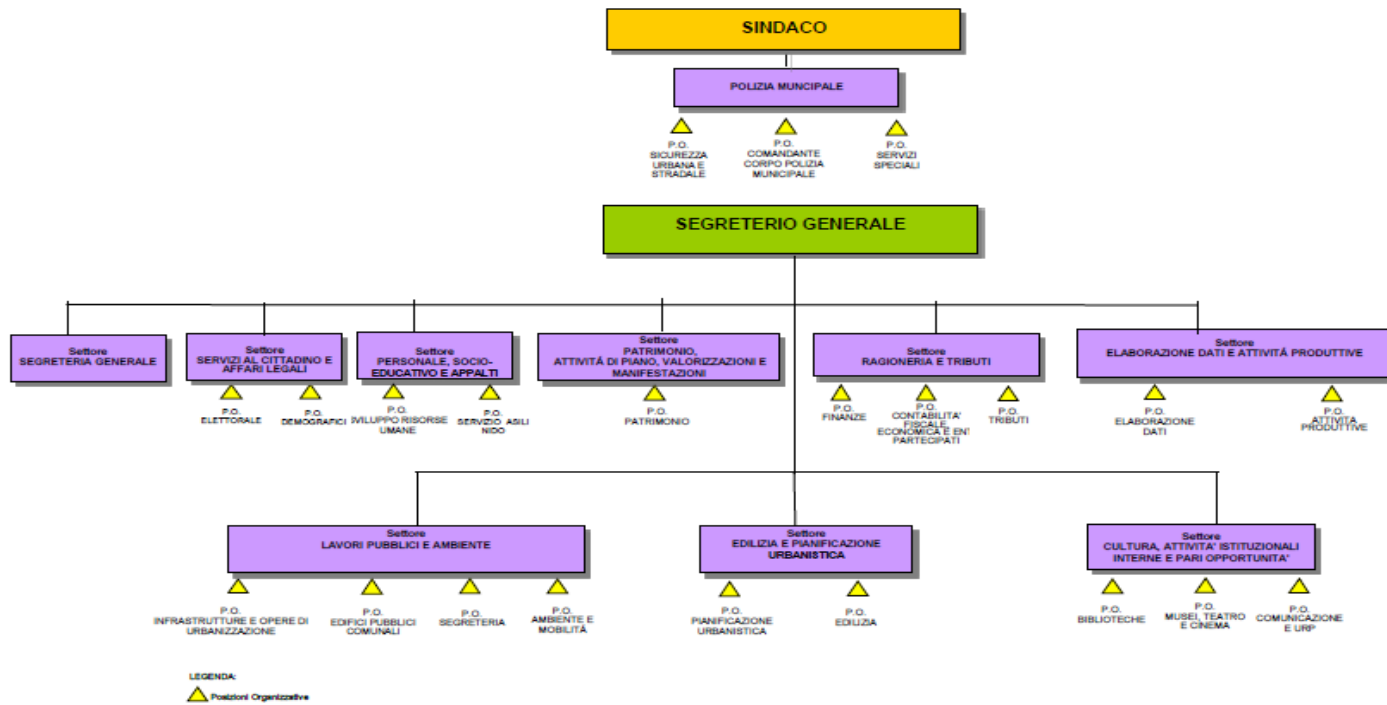 SINDACO
POLIZIA MUNCIPALE
P.O.
SICUREZZA
URBANA E
STRADALE
P.O.
COMANDANTE
CORPO POLIZIA
MUNICIPALE
P.O.
SERVIZI
SPECIALI
SEGRETERIO GENERALE
Settore
SEGRETERIA GENERALE
Settore
SERVIZI AL CITTADINO E
AFFARI LEGALI
Settore
PERSONALE, SOCIO-
EDUCATIVO E APPALTI
Settore
PATRIMONIO,
ATTIVITÁ DI PIANO, VALORIZZAZIONI E
MANIFESTAZIONI
Settore
RAGIONERIA E TRIBUTI
Settore
ELABORAZIONE DATI E ATTIVITÁ PRODUTTIVE
P.O.
ELETTORALE
P.O.
DEMOGRAFICI
P.O.
SVILUPPO RISORSE
UMANE
P.O.
SERVIZIO ASILI
NIDO
P.O.
PATRIMONIO
P.O.
FINANZE
P.O.
CONTABILITA'
FISCALE,
ECONOMICA E ENT
PARTECIPATI
P.O.
TRIBUTI
P.O.
ELABORAZIONE
DATI
P.O.
ATTIVITA
PRODUTTIVE
Settore
LAVORI PUBBLICI E AMBIENTE
Settore
EDILIZIA E PIANIFICAZIONE
URBANISTICA
Settore
CULTURA, ATTIVITA' ISTITUZIONALI
INTERNE E PARI OPPORTUNITA'
P.O.
INFRASTRUTTURE E OPERE DI
URBANIZZAZIONE
P.O.
EDIFICI PUBBLICI
COMUNALI
P.O.
SEGRETERIA
P.O.
AMBIENTE E
MOBILITÁ
P.O.
PIANIFICAZIONE
URBANISTICA
P.O.
EDILIZIA
P.O.
BIBLIOTECHE
P.O.
MUSEI, TEATRO
E CINEMA
P.O.
COMUNICAZIONE
E URP
LEGENDA:
Posizioni Organizzative